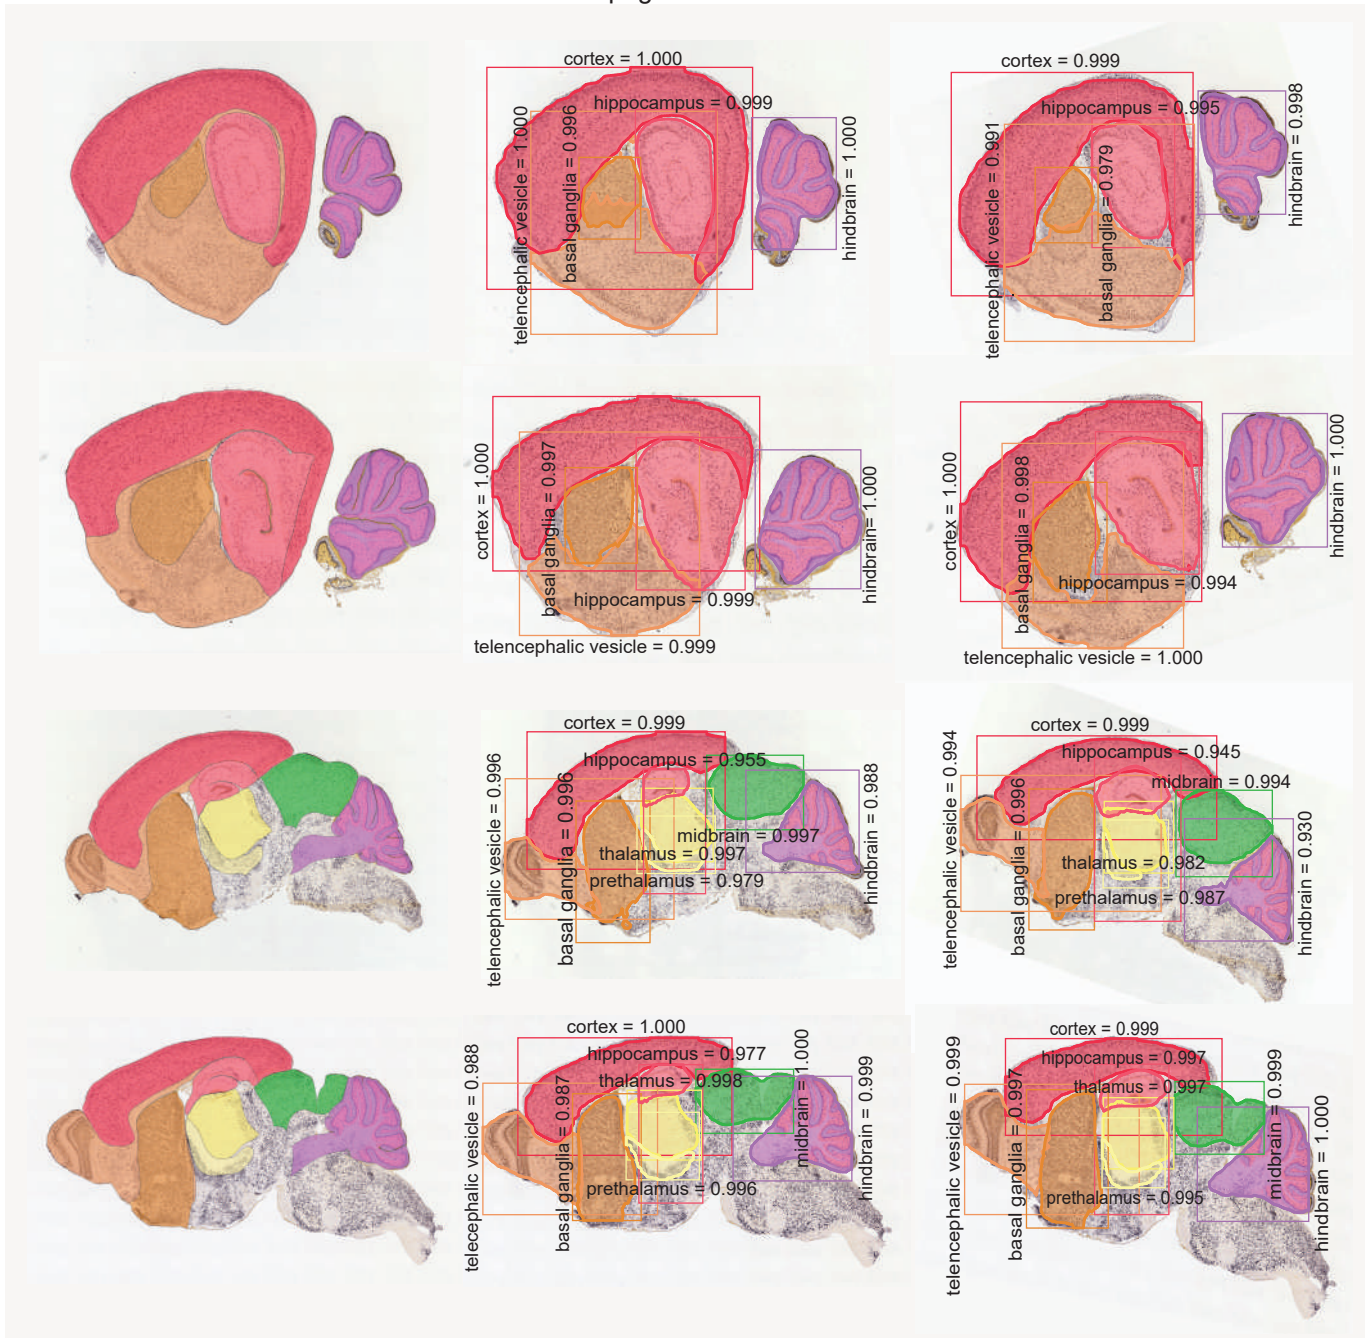 cortex = 1.000
hippocampus = 0.999
telencephalic vesicle = 1.000
basal ganglia = 0.996
hindbrain = 1.000
cortex = 0.999
hippocampus = 0.995
telencephalic vesicle = 0.991
basal ganglia = 0.979
hindbrain = 0.998
cortex = 1.000
basal ganglia = 0.997
hindbrain= 1.000
hippocampus = 0.999
telencephalic vesicle = 0.999
cortex = 1.000
basal ganglia = 0.998
hindbrain = 1.000
hippocampus = 0.994
telencephalic vesicle = 1.000
cortex = 0.999
hippocampus = 0.955
telencephalic vesicle = 0.996
basal ganglia = 0.996
midbrain = 0.997
thalamus = 0.997
prethalamus = 0.979
hindbrain = 0.988
cortex = 0.999
hippocampus = 0.945
midbrain = 0.994
telencephalic vesicle = 0.994
basal ganglia = 0.996
thalamus = 0.982
prethalamus = 0.987
hindbrain = 0.930
cortex = 1.000
hippocampus = 0.977
thalamus = 0.998
telecephalic vesicle = 0.988
basal ganglia = 0.987
midbrain = 1.000
hindbrain = 0.999
prethalamus = 0.996
cortex = 0.999
hippocampus = 0.997
thalamus = 0.997
telencephalic vesicle = 0.999
basal ganglia = 0.997
midbrain = 0.999
hindbrain = 1.000
prethalamus = 0.995